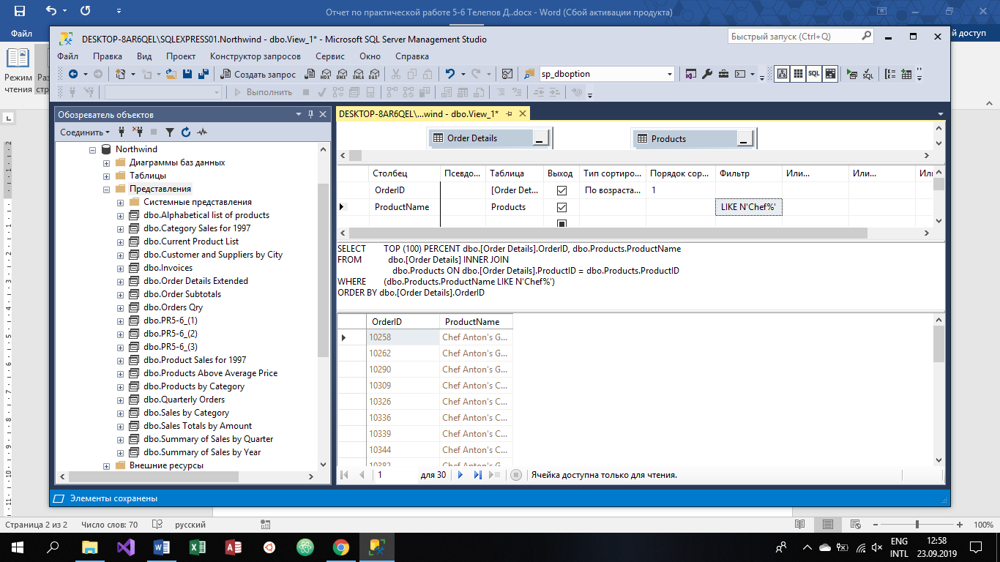 Отчет по практической работе 5-6 Телепов Д..docx - Word (Сбой активации продукта)
Файл
й доступ
Режим чтения
Раз
стр
DESKTOP-8AR6QEL\SQLEXPRESS01.Northwind - dbo.View_1* - Microsoft SQL Server Management Studio
Быстрый запуск (Ctrl+Q)
Файл Правка Вид Проект Конструктор запросов Сервис Окно Справка
Создать запрос
MDX DMX XMLA DAX
sp_dboption
SQL
SQL
Выполнить
Обозреватель объектов
Соединить
Northwind
Диаграммы баз данных
Таблицы
Представления
Системные представления
dbo.Alphabetical list of products
dbo.Category Sales for 1997
dbo.Current Product List
dbo.Customer and Suppliers by City
dbo.Invoices
dbo.Order Details Extended
dbo.Order Subtotals
dbo.Orders Qry
dbo.PR5-6_(1)
dbo.PR5-6_(2)
dbo.PR5-6_(3)
dbo.Product Sales for 1997
dbo.Products Above Average Price
dbo.Products by Category
dbo.Quarterly Orders
dbo.Sales by Category
dbo.Sales Totals by Amount
dbo.Summary of Sales by Quarter
dbo.Summary of Sales by Year
Внешние ресурсы
DESKTOP-8AR6QEL\...wind - dbo.View_1*
Order Details
Products
Столбец Псевдо... Таблица Выход Тип сортиро... Порядок сор... Фильтр Или... Или... Или
OrderID [Order Det... По возраста... 1
ProductName Products LIKE N'Chef%'
SELECT TOP (100) PERCENT dbo.[Order Details].OrderID, dbo.Products.ProductName
FROM dbo.[Order Details] INNER JOIN
dbo.Products ON dbo.[Order Details].ProductID = dbo.Products.ProductID
WHERE (dbo.Products.ProductName LIKE N'Chef%')
ORDER BY dbo.[Order Details].OrderID
OrderID ProductName
10258 Chef Anton's G...
10262 Chef Anton's G...
10290 Chef Anton's G...
10309 Chef Anton's C...
10326 Chef Anton's C...
10336 Chef Anton's C...
10339 Chef Anton's C...
10344 Chef Anton's C...
10382 Chef Anton's G...
1 для 30 Ячейка доступна только для чтения.
Элементы сохранены
Страница 2 из 2 Число слов: 70 русский 100%
ENG 12:58
INTL 23.09.2019